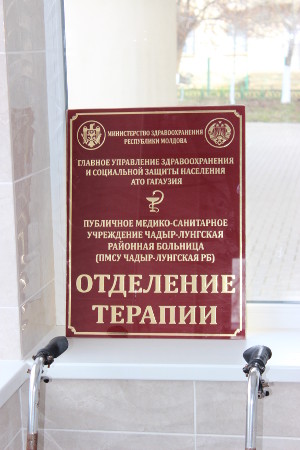 МИНИСТЕРСТВО ЗДРАВООХРАНЕНИЯ
РЕСПУБЛИКИ МОЛДОВА
ГЛАВНОЕ УПРАВЛЕНИЕ ЗДРАВООХРАНЕНИЯ
И СОЦИАЛЬНОЙ ЗАЩИТЫ НАСЕЛЕНИЯ
АТО ГАГАУЗИЯ
ПУБЛИЧНОЕ МЕДИКО-САНИТАРНОЕ
УЧРЕЖДЕНИЕ ЧАДЫР-ЛУНГСКАЯ
РАЙОННАЯ БОЛЬНИЦА
(ПМСУ ЧАДЫР-ЛУНГСКАЯ РБ)
ОТДЕЛЕНИЕ
ТЕРАПИИ